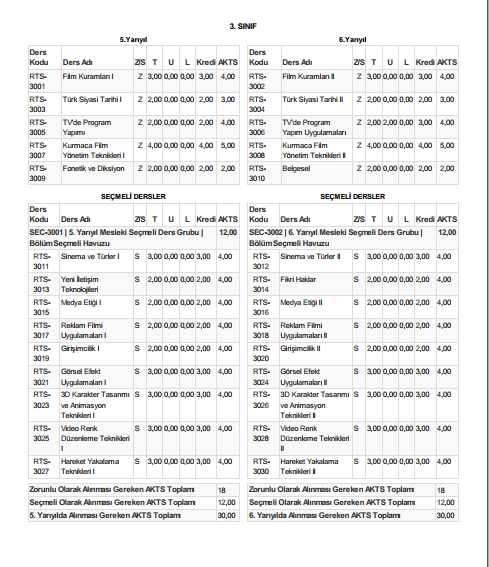 3. SINIF
5.Yarıyıl
Ders Kodu Ders Adı Z/S T U L Kredi AKTS
RTS-3001 Film Kuramları I Z 3,00 0,00 0,00 3,00 4,00
RTS-3003 Türk Siyasi Tarihi I Z 2,00 0,00 0,00 2,00 3,00
RTS-3005 TV'de Program Yapımı Z 2,00 0,00 0,00 2,00 4,00
RTS-3007 Kurmaca Film Yönetim Teknikleri I Z 4,00 0,00 0,00 4,00 5,00
RTS-3009 Fonetik ve Diksiyon Z 2,00 0,00 0,00 2,00 2,00
6.Yarıyıl
Ders Kodu Ders Adı Z/S T U L Kredi AKTS
RTS-3002 Film Kuramları II Z 3,00 0,00 0,00 3,00 4,00
RTS-3004 Türk Siyasi Tarihi II Z 2,00 0,00 0,00 2,00 3,00
RTS-3006 TV'de Program Yapım Uygulamaları Z 2,00 2,00 0,00 3,00 4,00
RTS-3008 Kurmaca Film Yönetim Teknikleri II Z 4,00 0,00 0,00 4,00 5,00
RTS-3010 Belgesel Z 2,00 0,00 0,00 2,00 2,00
SEÇMELİ DERSLER
Ders Kodu Ders Adı Z/S T U L Kredi AKTS
SEC-3001 | 5. Yarıyıl Mesleki Seçmeli Ders Grubu | Bölüm Seçmeli Havuzu 12,00
RTS-3011 Sinema ve Türler I S 3,00 0,00 0,00 3,00 4,00
RTS-3013 Yeni İletişim Teknolojileri S 2,00 0,00 0,00 2,00 4,00
RTS-3015 Medya Etiği I S 2,00 0,00 0,00 2,00 4,00
RTS-3017 Reklam Filmi Uygulamaları I S 2,00 0,00 0,00 2,00 4,00
RTS-3019 Girişimcilik I S 2,00 0,00 0,00 2,00 4,00
RTS-3021 Görsel Efekt Uygulamaları I S 3,00 0,00 0,00 3,00 4,00
RTS-3023 3D Karakter Tasarımı ve Animasyon Teknikleri I S 3,00 0,00 0,00 3,00 4,00
RTS-3025 Video Renk Düzenleme Teknikleri I S 3,00 0,00 0,00 3,00 4,00
RTS-3027 Hareket Yakalama Teknikleri I S 3,00 0,00 0,00 3,00 4,00
Zorunlu Olarak Alınması Gereken AKTS Toplamı 18
Seçmeli Olarak Alınması Gereken AKTS Toplamı 12,00
5. Yarıyılda Alınması Gereken AKTS Toplamı 30,00
SEÇMELİ DERSLER
Ders Kodu Ders Adı Z/S T U L Kredi AKTS
SEC-3002 | 6. Yarıyıl Mesleki Seçmeli Ders Grubu | Bölüm Seçmeli Havuzu 12,00
RTS-3012 Sinema ve Türler II S 3,00 0,00 0,00 3,00 4,00
RTS-3014 Fikri Haklar S 2,00 0,00 0,00 2,00 4,00
RTS-3016 Medya Etiği II S 2,00 0,00 0,00 2,00 4,00
RTS-3018 Reklam Filmi Uygulamaları II S 2,00 0,00 0,00 2,00 4,00
RTS-3020 Girişimcilik II S 2,00 0,00 0,00 2,00 4,00
RTS-3024 Görsel Efekt Uygulamaları II S 3,00 0,00 0,00 3,00 4,00
RTS-3026 3D Karakter Tasarımı ve Animasyon Teknikleri II S 3,00 0,00 0,00 3,00 4,00
RTS-3028 Video Renk Düzenleme Teknikleri II S 3,00 0,00 0,00 3,00 4,00
RTS-3030 Hareket Yakalama Teknikleri II S 3,00 0,00 0,00 3,00 4,00
Zorunlu Olarak Alınması Gereken AKTS Toplamı 18
Seçmeli Olarak Alınması Gereken AKTS Toplamı 12,00
6. Yarıyılda Alınması Gereken AKTS Toplamı 30,00